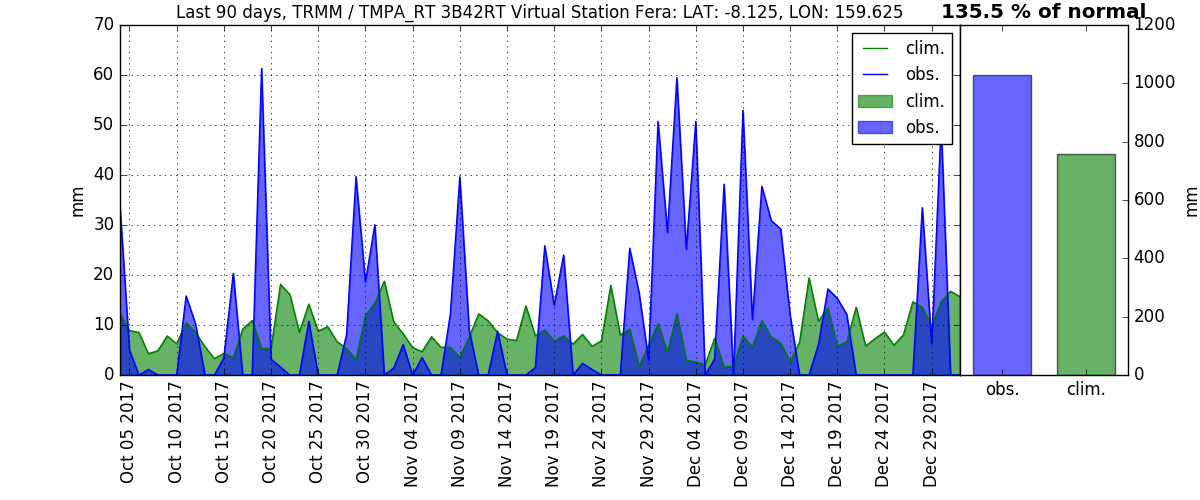 Last 90 days, TRMM / TMPA_RT 3B42RT Virtual Station Fera: LAT: -8.125, LON: 159.625
135.5 % of normal
70
60
50
40
30
20
10
0
mm
clim.
obs.
clim.
obs.
Oct 05 2017
Oct 10 2017
Oct 15 2017
Oct 20 2017
Oct 25 2017
Oct 30 2017
Nov 04 2017
Nov 09 2017
Nov 14 2017
Nov 19 2017
Nov 24 2017
Nov 29 2017
Dec 04 2017
Dec 09 2017
Dec 14 2017
Dec 19 2017
Dec 24 2017
Dec 29 2017
obs.
clim.
1200
1000
800
600
400
200
0
mm